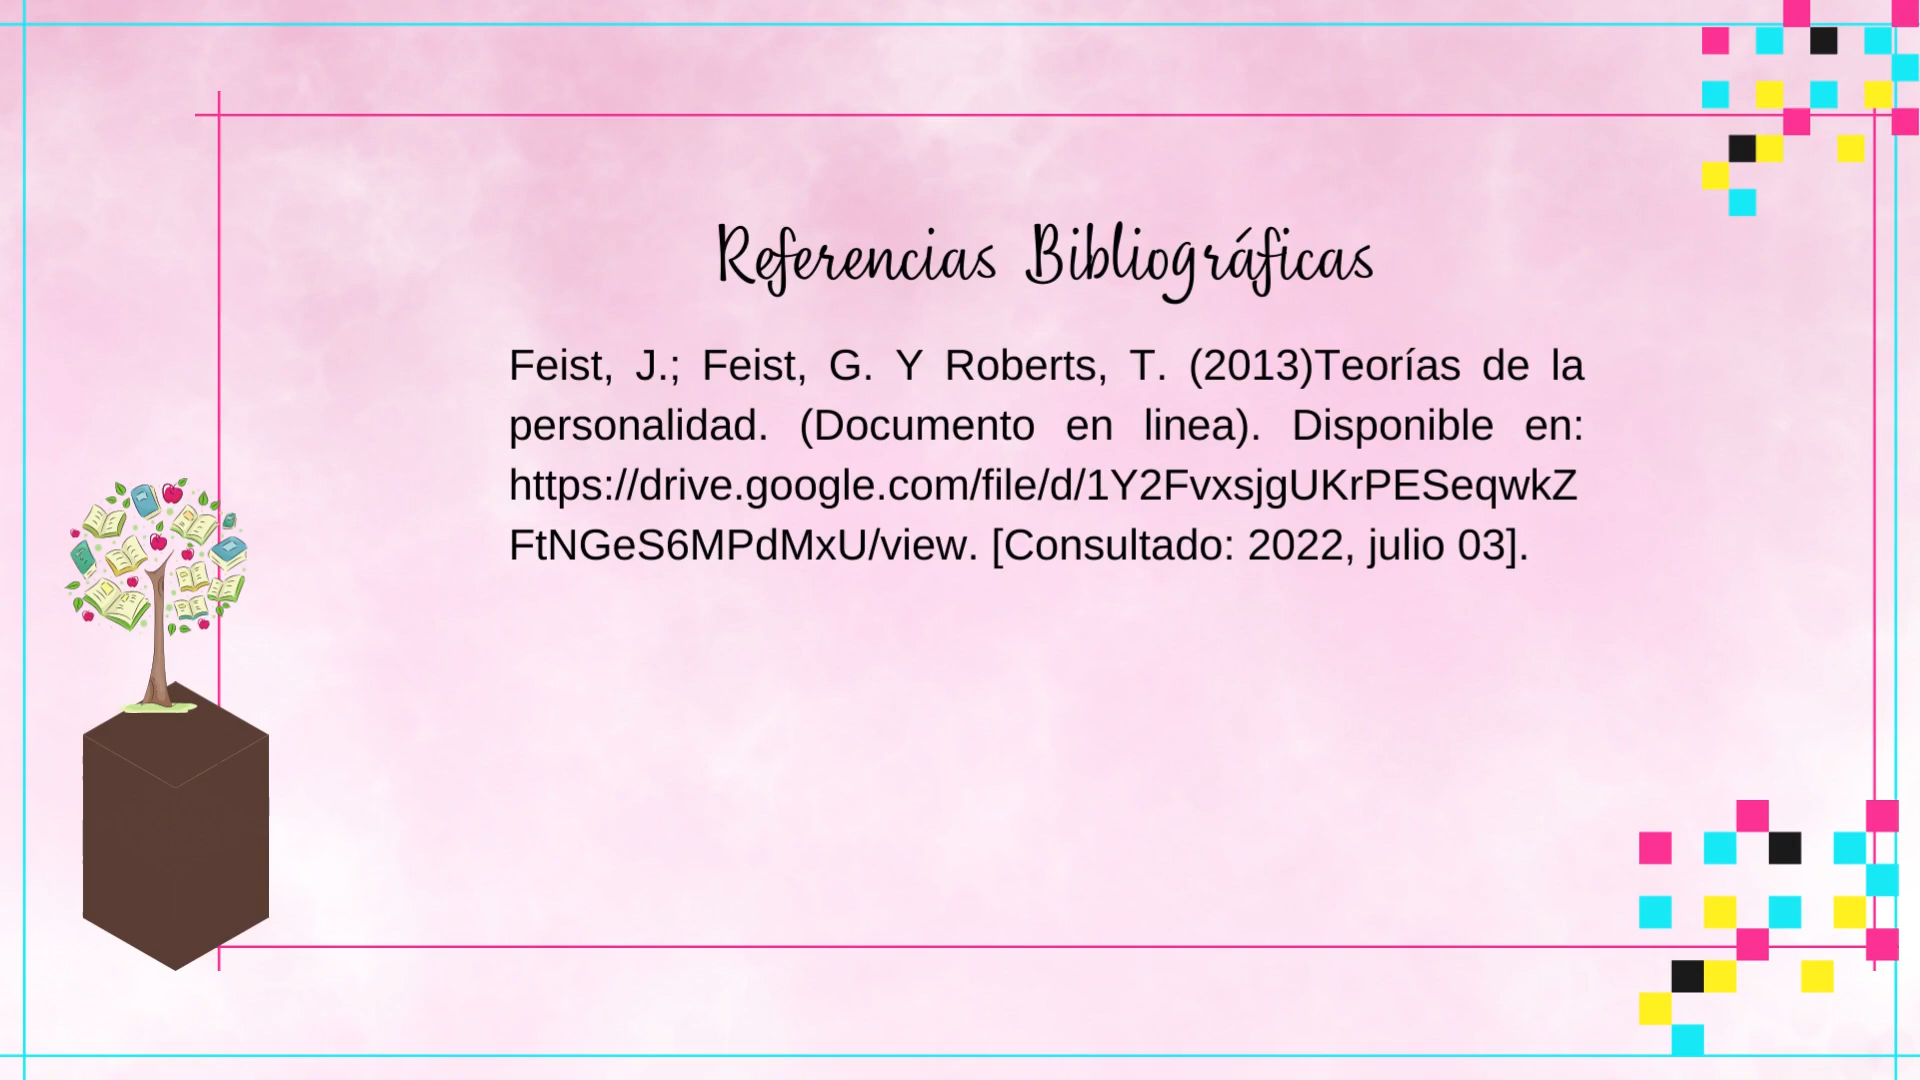 Referencias Bibliográficas
Feist, J.; Feist, G. Y Roberts, T. (2013)Teorías de la
personalidad. (Documento en linea). Disponible en:
https://drive.google.com/file/d/1Y2FvxsjgUKrPESeqwkZ
FtNGeS6MPdMxU/view. [Consultado: 2022, julio 03].